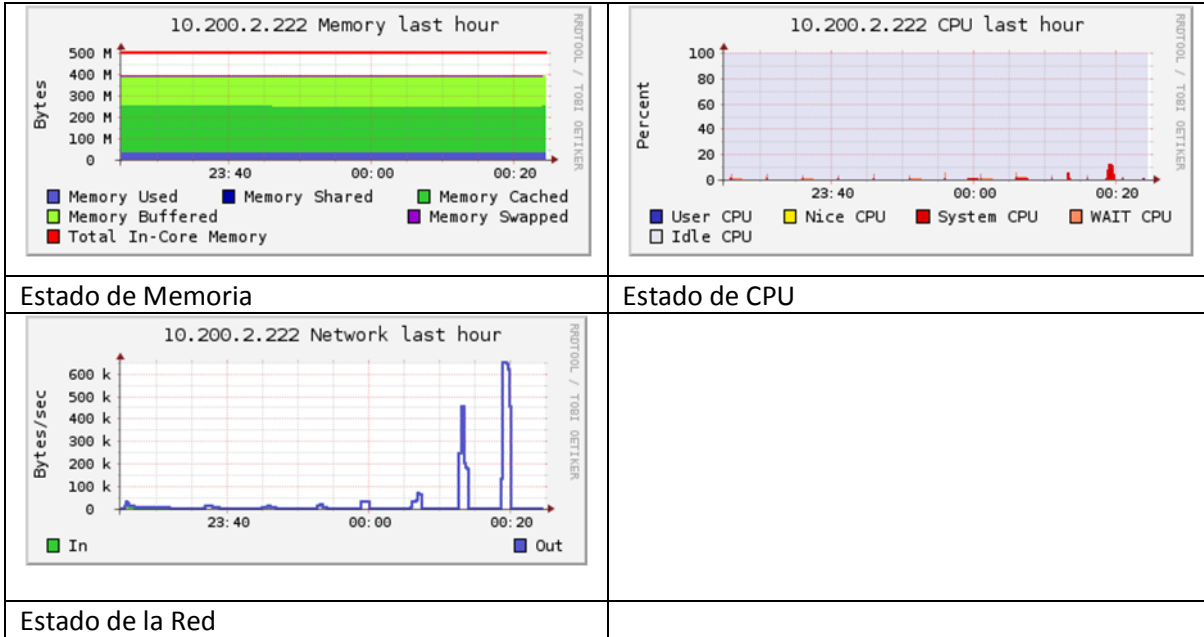 10.200.2.222 Memory last hour
RRDTOOL / TOBI OETIKER
Bytes
500 M
400 M
300 M
200 M
100 M
0
23:40 00:00 00:20
Memory Used Memory Shared Memory Cached
Memory Buffered Memory Swapped
Total In-Core Memory
10.200.2.222 CPU last hour
RRDTOOL / TOBI OETIKER
Percent
100
80
60
40
20
0
23:40 00:00 00:20
User CPU Nice CPU System CPU WAIT CPU
Idle CPU
Estado de Memoria
Estado de CPU
10.200.2.222 Network last hour
RRDTOOL / TOBI OETIKER
Bytes/sec
600 k
500 k
400 k
300 k
200 k
100 k
0
23:40 00:00 00:20
In Out
Estado de la Red